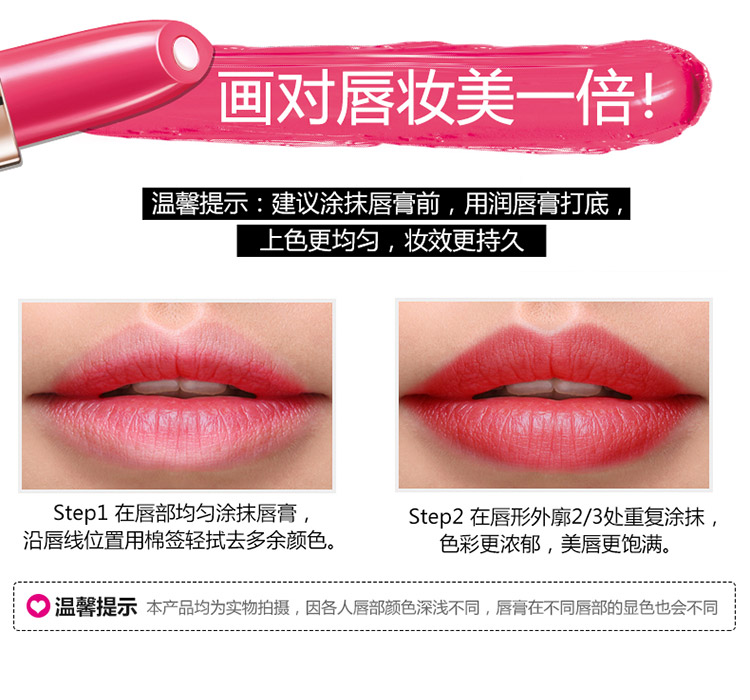 画对唇妆美一倍!
温馨提示：建议涂抹唇膏前，用润唇膏打底，
上色更均匀，妆效更持久
Step1 在唇部均匀涂抹唇膏，
沿唇线位置用棉签轻拭去多余颜色。
Step2 在唇形外廓2/3处重复涂抹，
色彩更浓郁，美唇更饱满。
温馨提示 本产品均为实物拍摄，因各人唇部颜色深浅不同，唇膏在不同唇部的显色也会不同